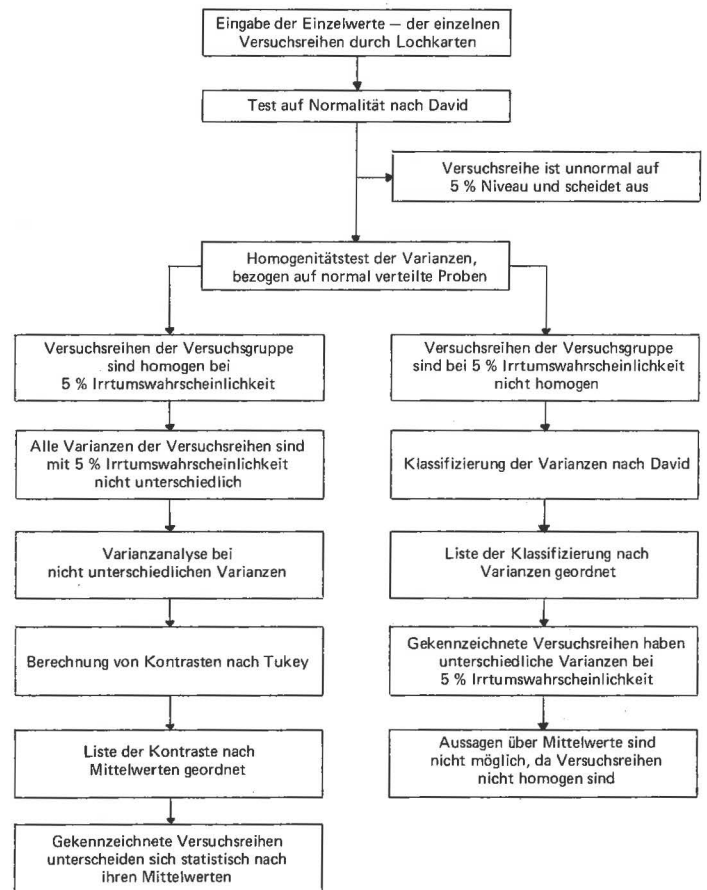 Eingabe der Einzelwerte — der einzelnen
Versuchsreihen durch Lochkarten
Test auf Normalität nach David
Versuchsreihe ist unnormal auf
5 % Niveau und scheidet aus
Homogenitätstest der Varianzen,
bezogen auf normal verteilte Proben
Versuchsreihen der Versuchsgruppe
sind homogen bei
5 % Irrtumswahrscheinlichkeit
Alle Varianzen der Versuchsreihen sind
mit 5 % Irrtumswahrscheinlichkeit
nicht unterschiedlich
Varianzanalyse bei
nicht unterschiedlichen Varianzen
Berechnung von Kontrasten nach Tukey
Liste der Kontraste nach
Mittelwerten geordnet
Gekennzeichnete Versuchsreihen
unterscheiden sich statistisch nach
ihren Mittelwerten
Versuchsreihen der Versuchsgruppe
sind bei 5 % Irrtumswahrscheinlichkeit
nicht homogen
Klassifizierung der Varianzen nach David
Liste der Klassifizierung nach
Varianzen geordnet
Gekennzeichnete Versuchsreihen haben
unterschiedliche Varianzen bei
5 % Irrtumswahrscheinlichkeit
Aussagen über Mittelwerte sind
nicht möglich, da Versuchsreihen
nicht homogen sind